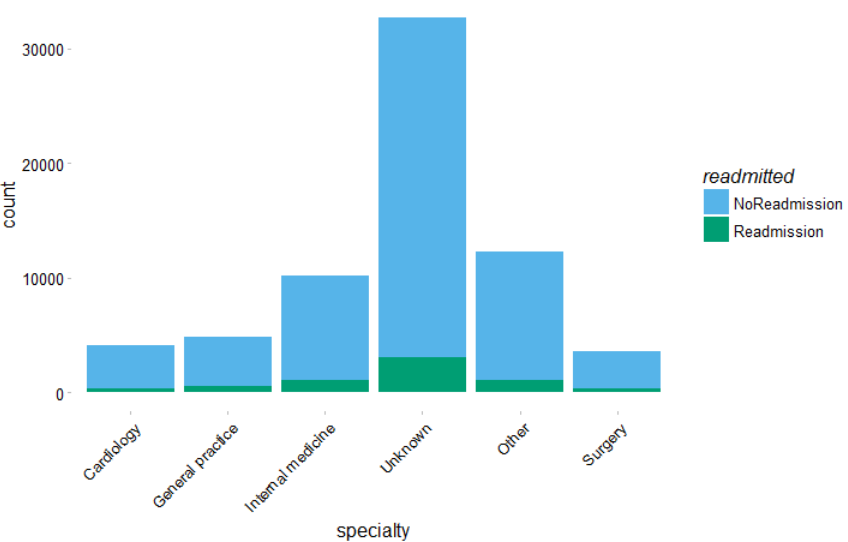 30000
20000
10000
0
count
Cardiology
General practice
Internal medicine
Unknown
Other
Surgery
specialty
readmitted
NoReadmission
Readmission